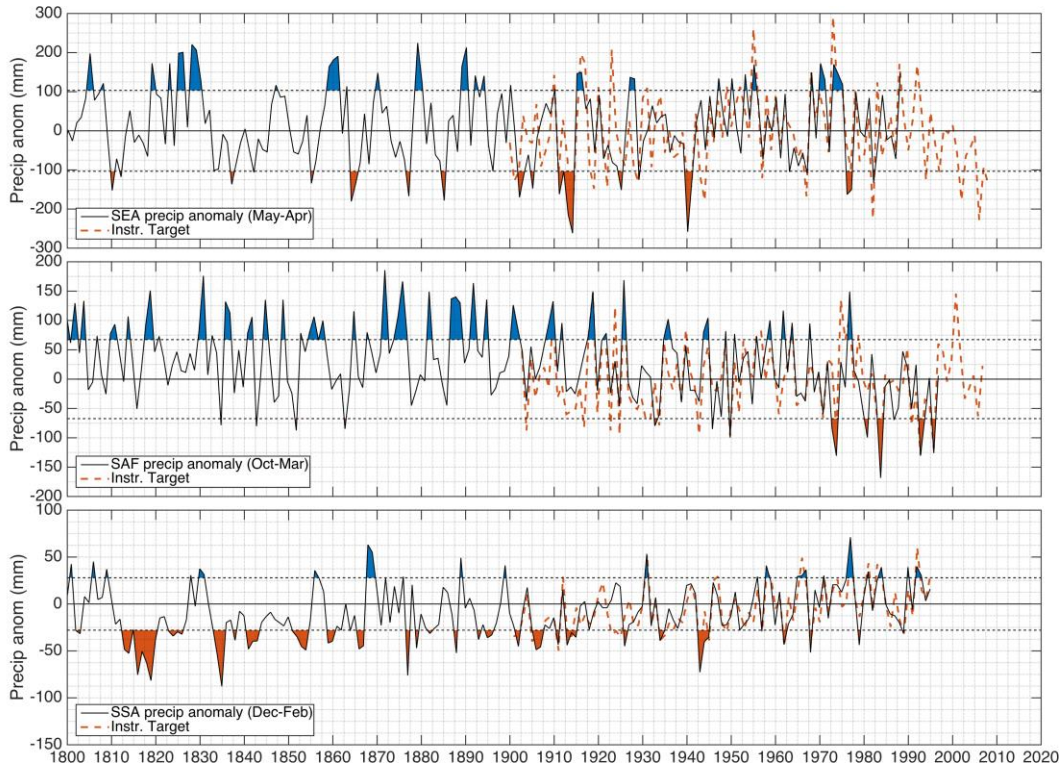 Precip anom (mm)
300
200
100
0
-100
-200
-300
SEA precip anomaly (May-Apr)
Instr. Target
Precip anom (mm)
200
150
100
50
0
-50
-100
-150
-200
SAF precip anomaly (Oct-Mar)
Instr. Target
Precip anom (mm)
100
50
0
-50
-100
-150
SSA precip anomaly (Dec-Feb)
Instr. Target
1800 1810 1820 1830 1840 1850 1860 1870 1880 1890 1900 1910 1920 1930 1940 1950 1960 1970 1980 1990 2000 2010 2020